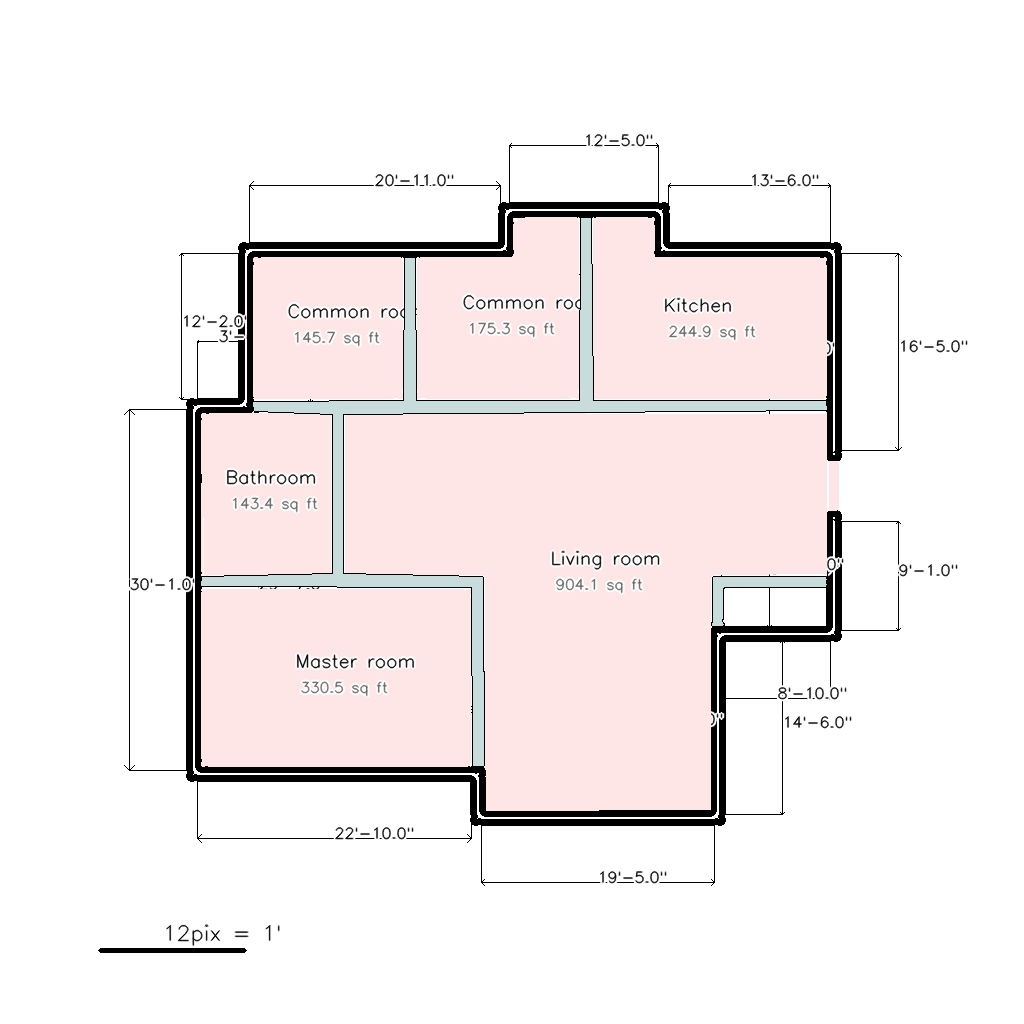 12'-5.0"
20'-11.0"
13'-6.0"
Common roo
145.7 sq ft
Common roo
175.3 sq ft
Kitchen
244.9 sq ft
12'-2.0'
3'-
0'
16'-5.0"
Bathroom
143.4 sq ft
Living room
904.1 sq ft
30'-1.0'
0'
9'-1.0"
Master room
330.5 sq ft
8'-10.0"
0"
14'-6.0"
22'-10.0"
19'-5.0"
12pix = 1'